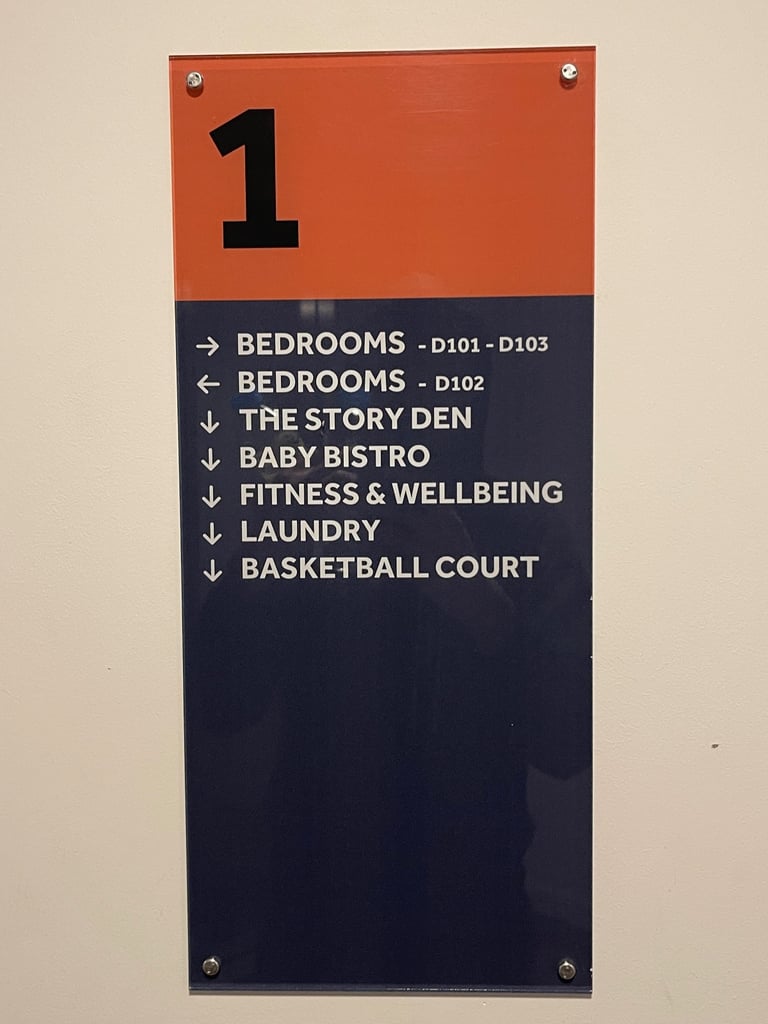 1
→ BEDROOMS - D101 - D103
← BEDROOMS - D102
↓ THE STORY DEN
↓ BABY BISTRO
↓ FITNESS & WELLBEING
↓ LAUNDRY
↓ BASKETBALL COURT